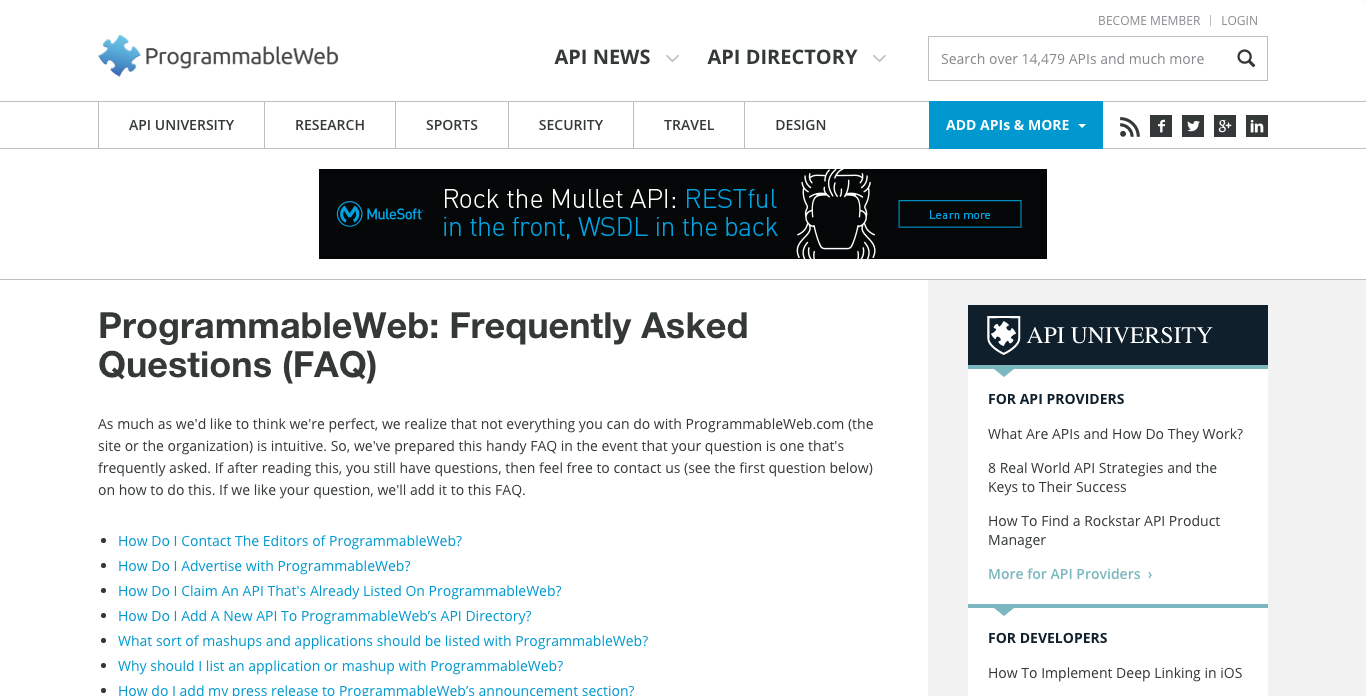 BECOME MEMBER | LOGIN
ProgrammableWeb
API NEWS
API DIRECTORY
Search over 14,479 APIs and much more
API UNIVERSITY
RESEARCH
SPORTS
SECURITY
TRAVEL
DESIGN
ADD APIs & MORE
MuleSoft
Rock the Mullet API: RESTful
in the front, WSDL in the back
Learn more
ProgrammableWeb: Frequently Asked
Questions (FAQ)
As much as we'd like to think we're perfect, we realize that not everything you can do with ProgrammableWeb.com (the
site or the organization) is intuitive. So, we've prepared this handy FAQ in the event that your question is one that's
frequently asked. If after reading this, you still have questions, then feel free to contact us (see the first question below)
on how to do this. If we like your question, we'll add it to this FAQ.
How Do I Contact The Editors of ProgrammableWeb?
How Do I Advertise with ProgrammableWeb?
How Do I Claim An API That's Already Listed On ProgrammableWeb?
How Do I Add A New API To ProgrammableWeb’s API Directory?
What sort of mashups and applications should be listed with ProgrammableWeb?
Why should I list an application or mashup with ProgrammableWeb?
How do I add my press release to ProgrammableWeb’s announcement section?
API UNIVERSITY
FOR API PROVIDERS
What Are APIs and How Do They Work?
8 Real World API Strategies and the
Keys to Their Success
How To Find a Rockstar API Product
Manager
More for API Providers ›
FOR DEVELOPERS
How To Implement Deep Linking in iOS